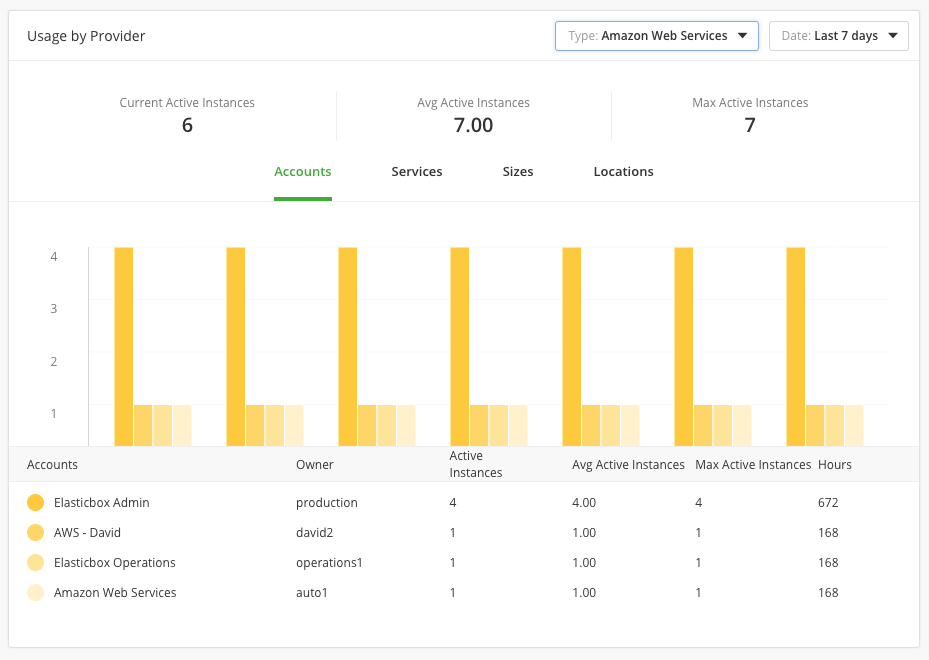 Usage by Provider
Type: Amazon Web Services
Date: Last 7 days
Current Active Instances
6
Avg Active Instances
7.00
Max Active Instances
7
Accounts Services Sizes Locations
4
3
2
1
Accounts Owner Active Instances Avg Active Instances Max Active Instances Hours
Elasticbox Admin production 4 4.00 4 672
AWS - David david2 1 1.00 1 168
Elasticbox Operations operations1 1 1.00 1 168
Amazon Web Services auto1 1 1.00 1 168